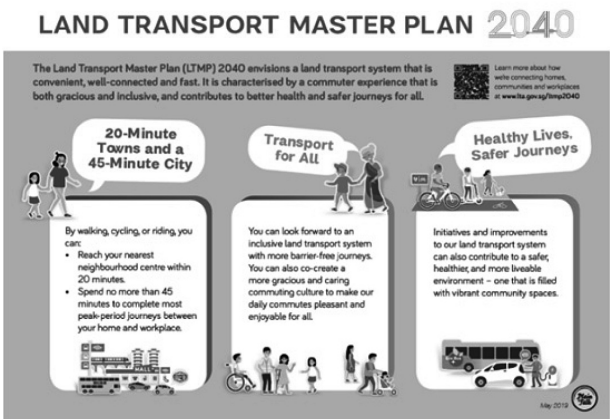 LAND TRANSPORT MASTER PLAN 2040
The Land Transport Master Plan (LTMP) 2040 envisions a land transport system that is
convenient, well-connected and fast. It is characterised by a commuter experience that is
both gracious and inclusive, and contributes to better health and safer journeys for all.
Learn more about how
we're connecting homes,
communities and workplaces
at www.lta.gov.sg/ltmp2040
20-Minute
Towns and a
45-Minute City
By walking, cycling, or riding, you
can:
• Reach your nearest
neighbourhood centre within
20 minutes.
• Spend no more than 45
minutes to complete most
peak-period journeys between
your home and workplace.
MALL
Transport
for All
You can look forward to an
inclusive land transport system
with more barrier-free journeys.
You can also co-create a
more gracious and caring
commuting culture to make our
daily commutes pleasant and
enjoyable for all.
Healthy Lives,
Safer Journeys
Initiatives and improvements
to our land transport system
can also contribute to a safer,
healthier, and more liveable
environment – one that is filled
with vibrant community spaces.
May 2019